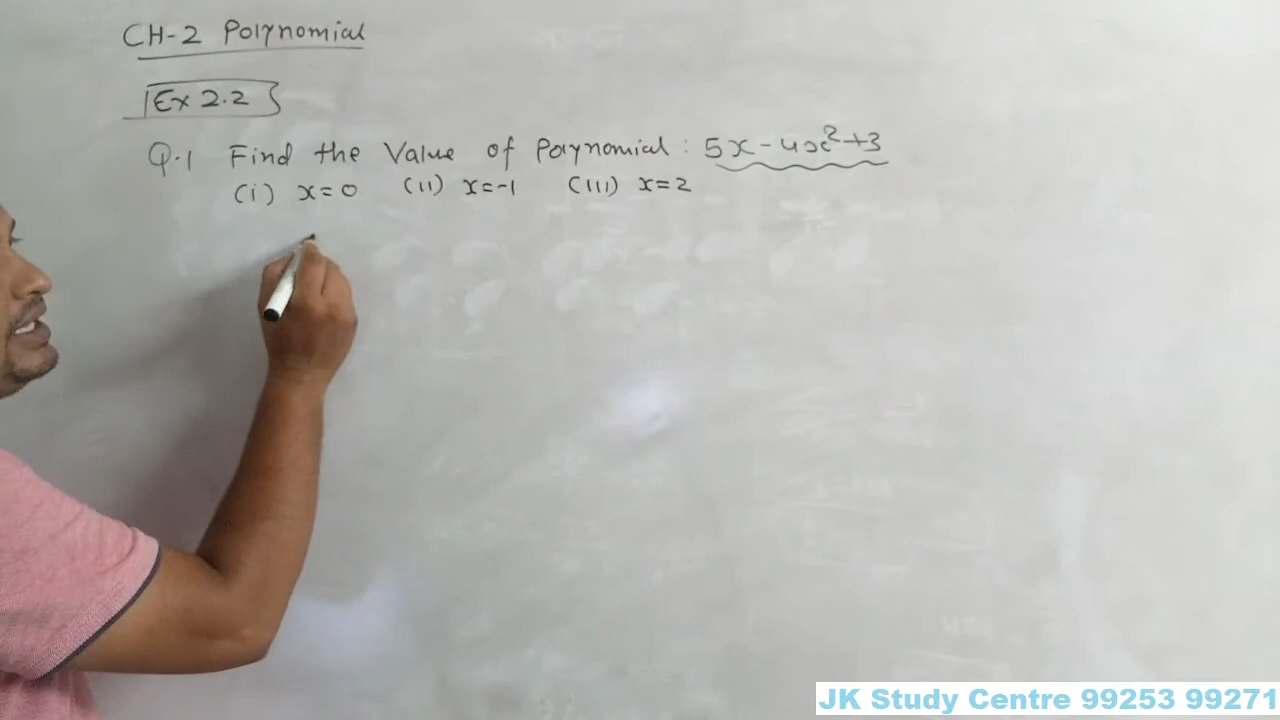 CH-2 Polynomial
Ex 2.2
Q.1 Find the Value of Polynomial : 5x - 4x²+3
(i) x=0 (ii) x=-1 (iii) x=2
JK Study Centre 99253 99271